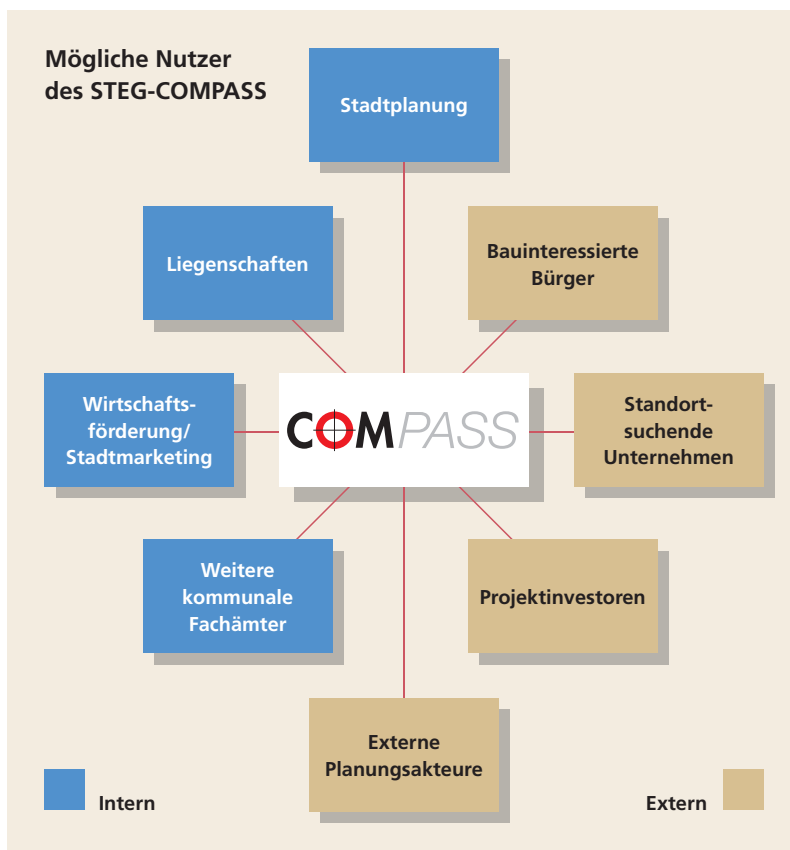 Mögliche Nutzer
des STEG-COMPASS
Stadtplanung
Liegenschaften
Bauinteressierte
Bürger
Wirtschafts-
förderung/
Stadtmarketing
COMPASS
Standort-
suchende
Unternehmen
Weitere
kommunale
Fachämter
Projektinvestoren
Externe
Planungsakteure
Intern
Extern